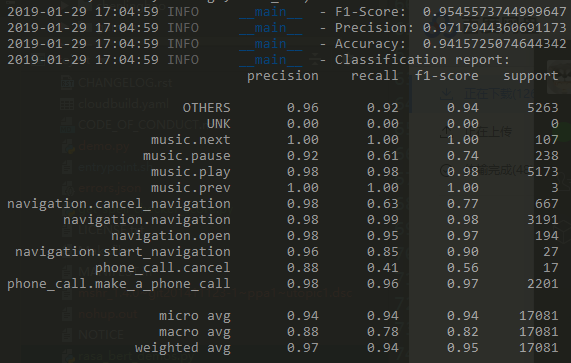 2019-01-29 17:04:59 INFO __main__ - F1-Score: 0.9545573744999647
2019-01-29 17:04:59 INFO __main__ - Precision: 0.9717944360691173
2019-01-29 17:04:59 INFO __main__ - Accuracy: 0.9415725074644342
2019-01-29 17:04:59 INFO __main__ - Classification report:
precision recall f1-score support
OTHERS 0.96 0.92 0.94 5263
UNK 0.00 0.00 0.00 0
music.next 1.00 1.00 1.00 107
music.pause 0.92 0.61 0.74 238
music.play 0.98 0.98 0.98 5173
music.prev 1.00 1.00 1.00 3
navigation.cancel_navigation 0.98 0.63 0.77 667
navigation.navigation 0.98 0.99 0.98 3191
navigation.open 0.98 0.95 0.97 194
navigation.start_navigation 0.96 0.85 0.90 27
phone_call.cancel 0.88 0.41 0.56 17
phone_call.make_a_phone_call 0.98 0.96 0.97 2201
micro avg 0.94 0.94 0.94 17081
macro avg 0.88 0.78 0.82 17081
weighted avg 0.97 0.94 0.95 17081
CHANGELOG.rst
cloudbuild.yaml
NOTICE